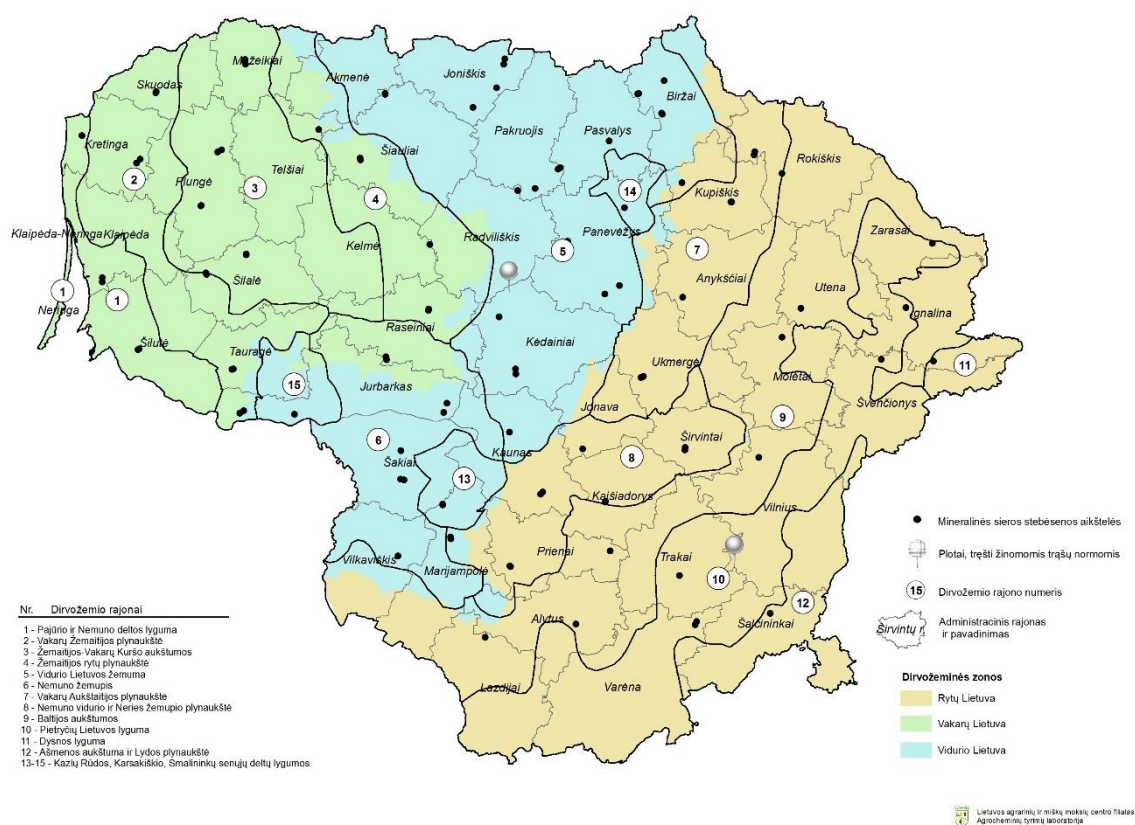 Mažeikiai
Akmenė
Joniškis
Skuodas
Biržai
Pakruojis
Pasvalys
Kretinga
Šiauliai
Rokiškis
2
Plungė
Telšiai
3
4
14
Kupiškis
Klaipėda-Neringa
Klaipėda
Radviliškis
Panevėžys
5
7
Zarasai
Kelmė
Anykščiai
Šilalė
Utena
1
1
Neringa
Ignalina
Raseiniai
Šilutė
Kėdainiai
Tauragė
Ukmergė
Molėtai
11
15
Jurbarkas
Švenčionys
Jonava
9
6
Širvintai
Kaunas
8
Šakiai
13
Kaišiadorys
Vilnius
Vilkaviškis
Prienai
Trakai
Marijampolė
10
12
Alytus
Šalčininkai
Lazdijai
Varėna
Mineralinės sieros stebėsenos aikštelės
Plotai, tręšti žinomomis trąšų normomis
15 Dirvožemio rajono numeris
Širvintų r. Administracinis rajonas
ir pavadinimas
Dirvožeminės zonos
Rytų Lietuva
Vakarų Lietuva
Vidurio Lietuva
Nr. Dirvožemio rajonai
1 - Pajūrio ir Nemuno deltos lyguma
2 - Vakarų Žemaitijos plynaukštė
3 - Žemaitijos-Vakarų Kuršo aukštumos
4 - Žemaitijos rytų plynaukštė
5 - Vidurio Lietuvos žemuma
6 - Nemuno žemupis
7 - Vakarų Aukštaitijos plynaukštė
8 - Nemuno vidurio ir Neries žemupio plynaukštė
9 - Baltijos aukštumos
10 - Pietryčių Lietuvos lyguma
11 - Dysnos lyguma
12 - Ašmenos aukštuma ir Lydos plynaukštė
13-15 - Kazlų Rūdos, Karsakiškio, Smalininkų senųjų deltų lygumos
Lietuvos agrarinių ir miškų mokslų centro filialas
Agrocheminių tyrimų laboratorija